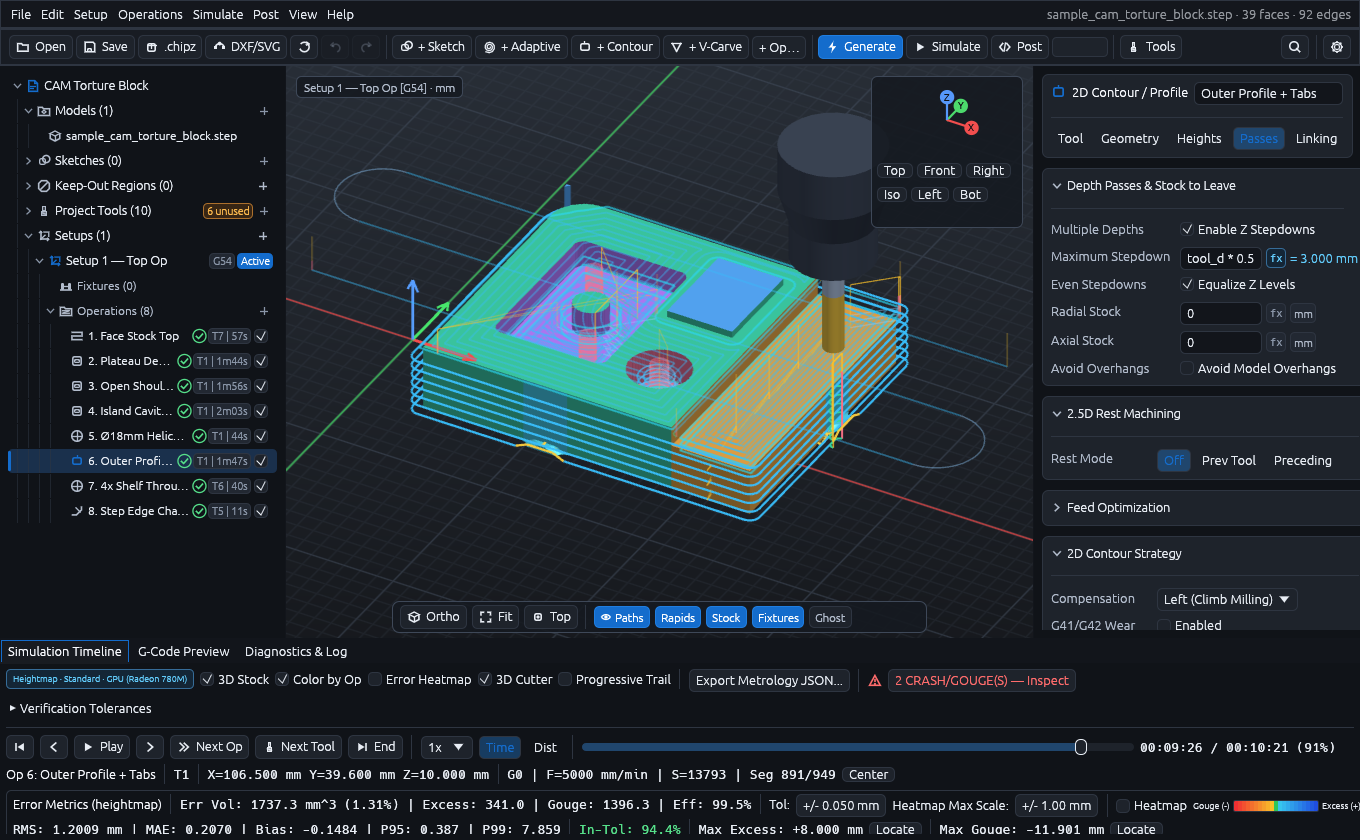 File Edit Setup Operations Simulate Post View Help sample_cam_torture_block.step · 39 faces · 92 edges
Open Save .chipz DXF/SVG + Sketch + Adaptive + Contour + V-Carve + Op... Generate Simulate Post Tools
CAM Torture Block
Models (1) +
sample_cam_torture_block.step
Sketches (0) +
Keep-Out Regions (0) +
Project Tools (10) 6 unused +
Setups (1) +
Setup 1 — Top Op G54 Active
Fixtures (0)
Operations (8) +
1. Face Stock Top T7 | 57s
2. Plateau De... T1 | 1m44s
3. Open Shoul... T1 | 1m56s
4. Island Cavit... T1 | 2m03s
5. Ø18mm Helic... T1 | 44s
6. Outer Profi... T1 | 1m47s
7. 4x Shelf Throu... T6 | 40s
8. Step Edge Cha... T5 | 11s
Setup 1 — Top Op [G54] · mm
Z Y X
Top Front Right
Iso Left Bot
Ortho Fit Top Paths Rapids Stock Fixtures Ghost
2D Contour / Profile Outer Profile + Tabs
Tool Geometry Heights Passes Linking
Depth Passes & Stock to Leave
Multiple Depths Enable Z Stepdowns
Maximum Stepdown tool_d * 0.5 fx = 3.000 mm
Even Stepdowns Equalize Z Levels
Radial Stock 0 fx mm
Axial Stock 0 fx mm
Avoid Overhangs Avoid Model Overhangs
2.5D Rest Machining
Rest Mode Off Prev Tool Preceding
Feed Optimization
2D Contour Strategy
Compensation Left (Climb Milling)
G41/G42 Wear Enabled
Simulation Timeline G-Code Preview Diagnostics & Log
Heightmap · Standard · GPU (Radeon 780M) 3D Stock Color by Op Error Heatmap 3D Cutter Progressive Trail Export Metrology JSON... 2 CRASH/GOUGE(S) — Inspect
Verification Tolerances
Play Next Op Next Tool End 1x Time Dist 00:09:26 / 00:10:21 (91%)
Op 6: Outer Profile + Tabs T1 X=106.500 mm Y=39.600 mm Z=10.000 mm G0 | F=5000 mm/min | S=13793 | Seg 891/949 Center
Error Metrics (heightmap) Err Vol: 1737.3 mm^3 (1.31%) | Excess: 341.0 | Gouge: 1396.3 | Eff: 99.5% Tol: +/- 0.050 mm Heatmap Max Scale: +/- 1.00 mm Heatmap Gouge (-) Excess (+)
RMS: 1.2009 mm | MAE: 0.2070 | Bias: -0.1484 | P95: 0.387 | P99: 7.859 In-Tol: 94.4% Max Excess: +8.000 mm Locate Max Gouge: -11.901 mm Locate